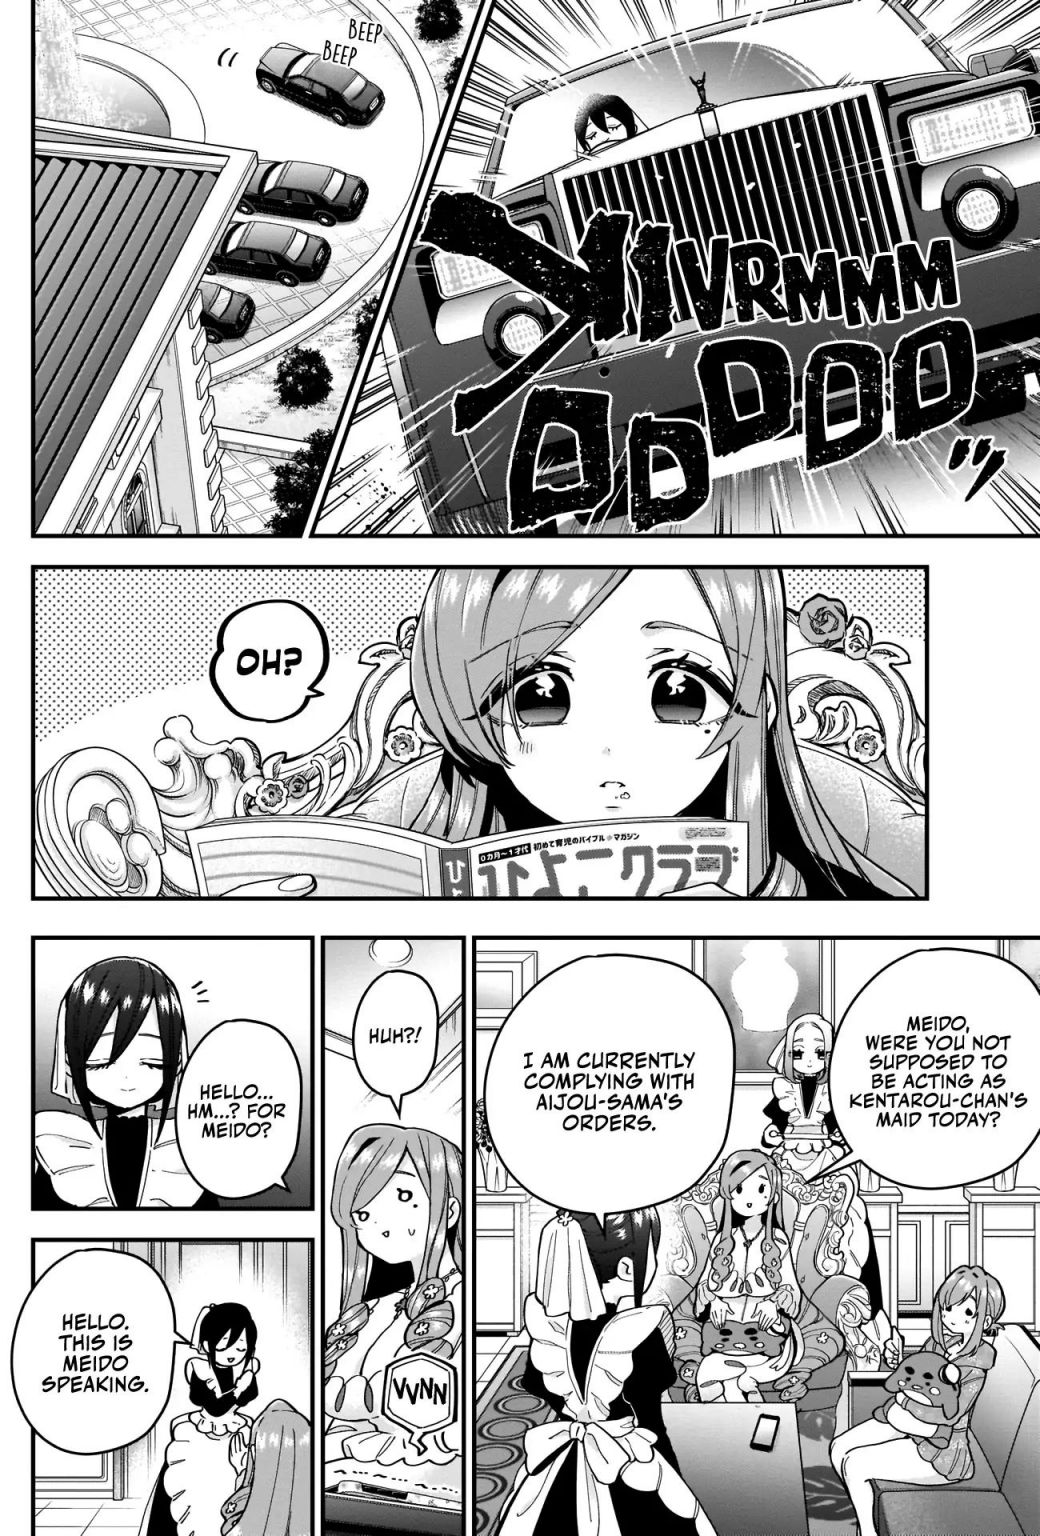 VRMMM
BEEP
BEEP
OH?
0カ月~1才代 初めて育児のバイブル マガジン
ひよこクラブ
MEIDO,
WERE YOU NOT
SUPPOSED TO
BE ACTING AS
KENTAROU-CHAN'S
MAID TODAY?
I AM CURRENTLY
COMPLYING WITH
AIJOU-SAMA'S
ORDERS.
HUH?!
VVNN
HELLO...
HM...? FOR
MEIDO?
HELLO.
THIS IS
MEIDO
SPEAKING.